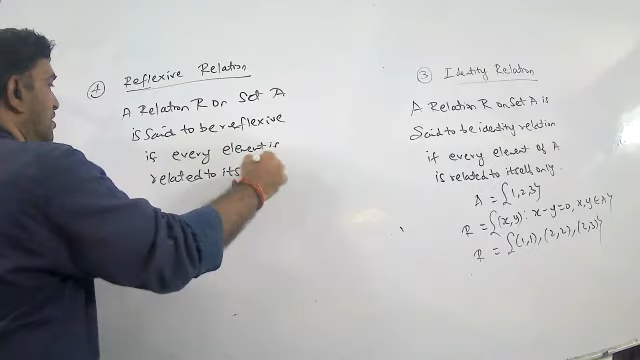 ④ Reflexive Relation
A Relation R on Set A
is said to be reflexive
if every element is
related to its
③ Identity Relation
A Relation R on Set A is
Said to be identity relation
if every element of A
is related to itself only.
A = {1,2,3}
R = {(x,y): x-y=0, x,y ∈ A}
R = {(1,1), (2,2), (2,3)}